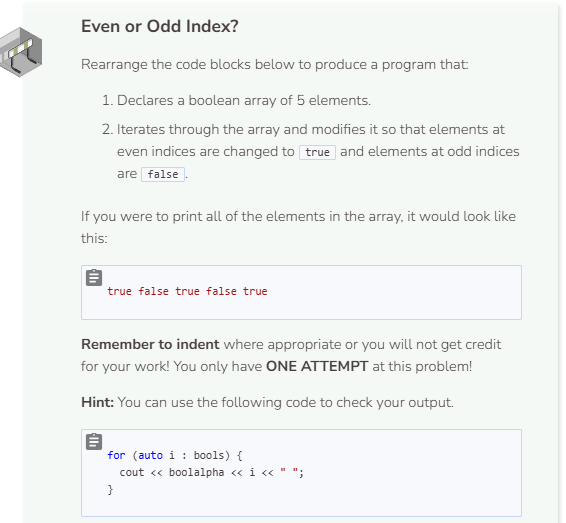 Even or Odd Index?
Rearrange the code blocks below to produce a program that:
1. Declares a boolean array of 5 elements.
2. Iterates through the array and modifies it so that elements at
even indices are changed to true and elements at odd indices
are false.
If you were to print all of the elements in the array, it would look like
this:
true false true false true
Remember to indent where appropriate or you will not get credit
for your work! You only have ONE ATTEMPT at this problem!
Hint: You can use the following code to check your output.
for (auto i : bools) {
  cout << boolalpha << i << " ";
}